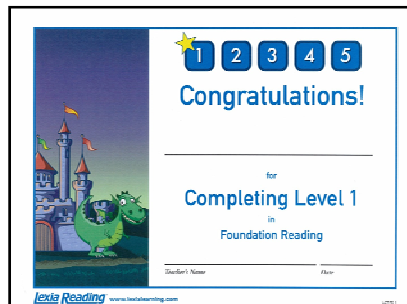 1 2 3 4 5
Congratulations!
for
Completing Level 1
in
Foundation Reading
Teacher's Name Date
Lexia Reading www.lexialearning.com